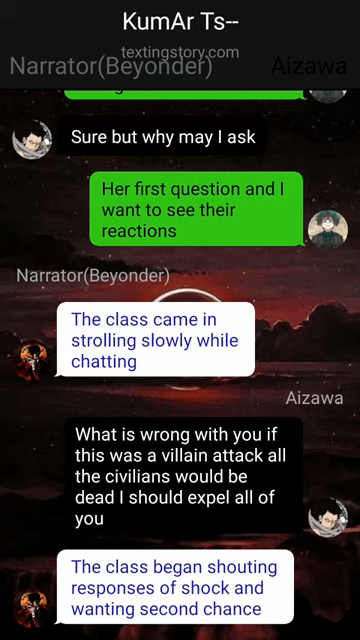 KumAr Ts--
textingstory.com
Narrator(Beyonder)
Aizawa
Sure but why may I ask
Her first question and I
want to see their
reactions
Narrator(Beyonder)
The class came in
strolling slowly while
chatting
Aizawa
What is wrong with you if
this was a villain attack all
the civilians would be
dead I should expel all of
you
The class began shouting
responses of shock and
wanting second chance